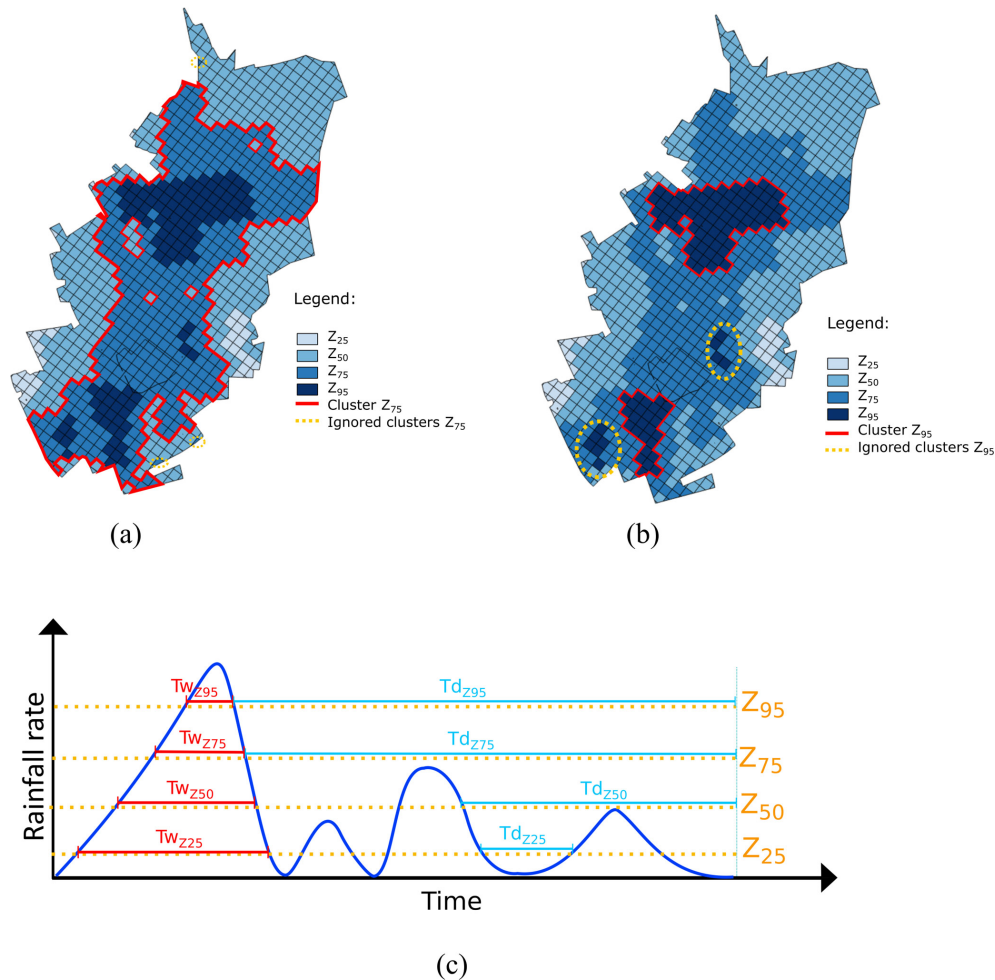 Legend:
Z25
Z50
Z75
Z95
Cluster Z75
Ignored clusters Z75
(a)
Legend:
Z25
Z50
Z75
Z95
Cluster Z95
Ignored clusters Z95
(b)
Rainfall rate
TwZ95
TdZ95
Z95
TwZ75
TdZ75
Z75
TwZ50
TdZ50
Z50
TwZ25
TdZ25
Z25
Time
(c)